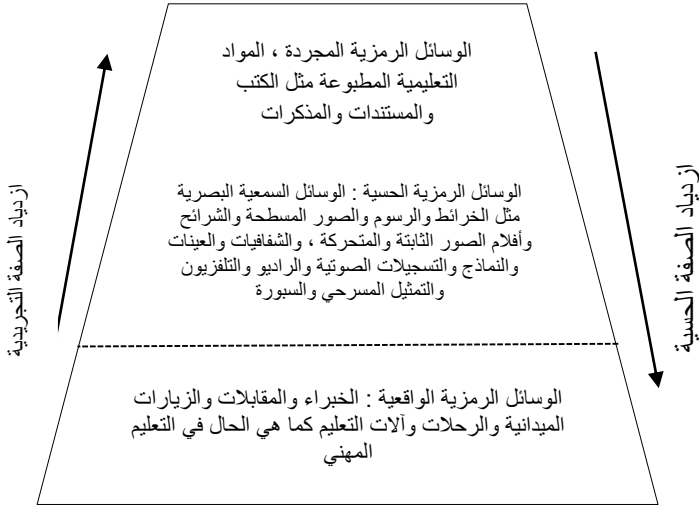 الوسائل الرمزية المجردة ، المواد
التعليمية المطبوعة مثل الكتب
والمستندات والمذكرات
الوسائل الرمزية الحسية : الوسائل السمعية البصرية
مثل الخرائط والرسوم والصور المسطحة والشرائح
وأفلام الصور الثابتة والمتحركة ، والشفافيات والعينات
والنماذج والتسجيلات الصوتية والراديو والتلفزيون
والتمثيل المسرحي والسبورة
الوسائل الرمزية الواقعية : الخبراء والمقابلات والزيارات
الميدانية والرحلات وآلات التعليم كما هي الحال في التعليم
المهني
ازدياد الصفة الحسية
ازدياد الصفة التجريدية